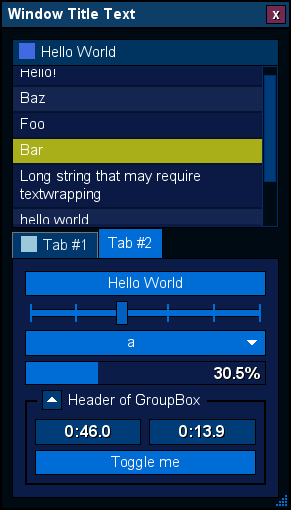 Window Title Text
x
Hello World
Hello!
Baz
Foo
Bar
Long string that may require
textwrapping
hello world
Tab #1
Tab #2
Hello World
a
30.5%
Header of GroupBox
0:46.0
0:13.9
Toggle me